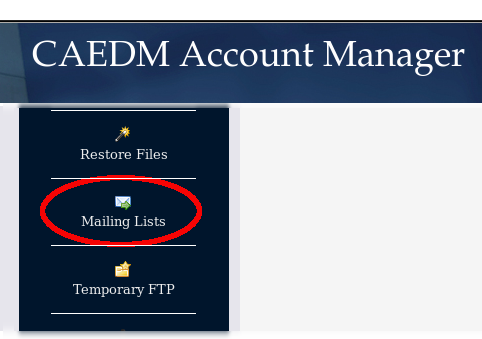 CAEDM Account Manager
Restore Files
Mailing Lists
Temporary FTP